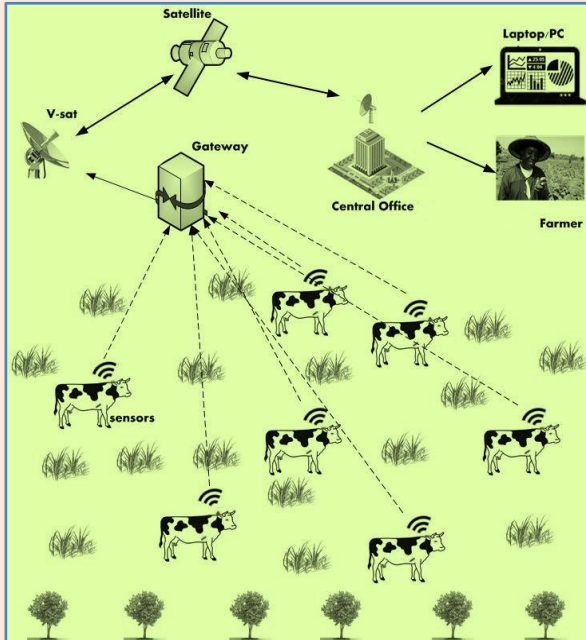 Satellite
Laptop/PC
V-sat
Gateway
Central Office
Farmer
sensors